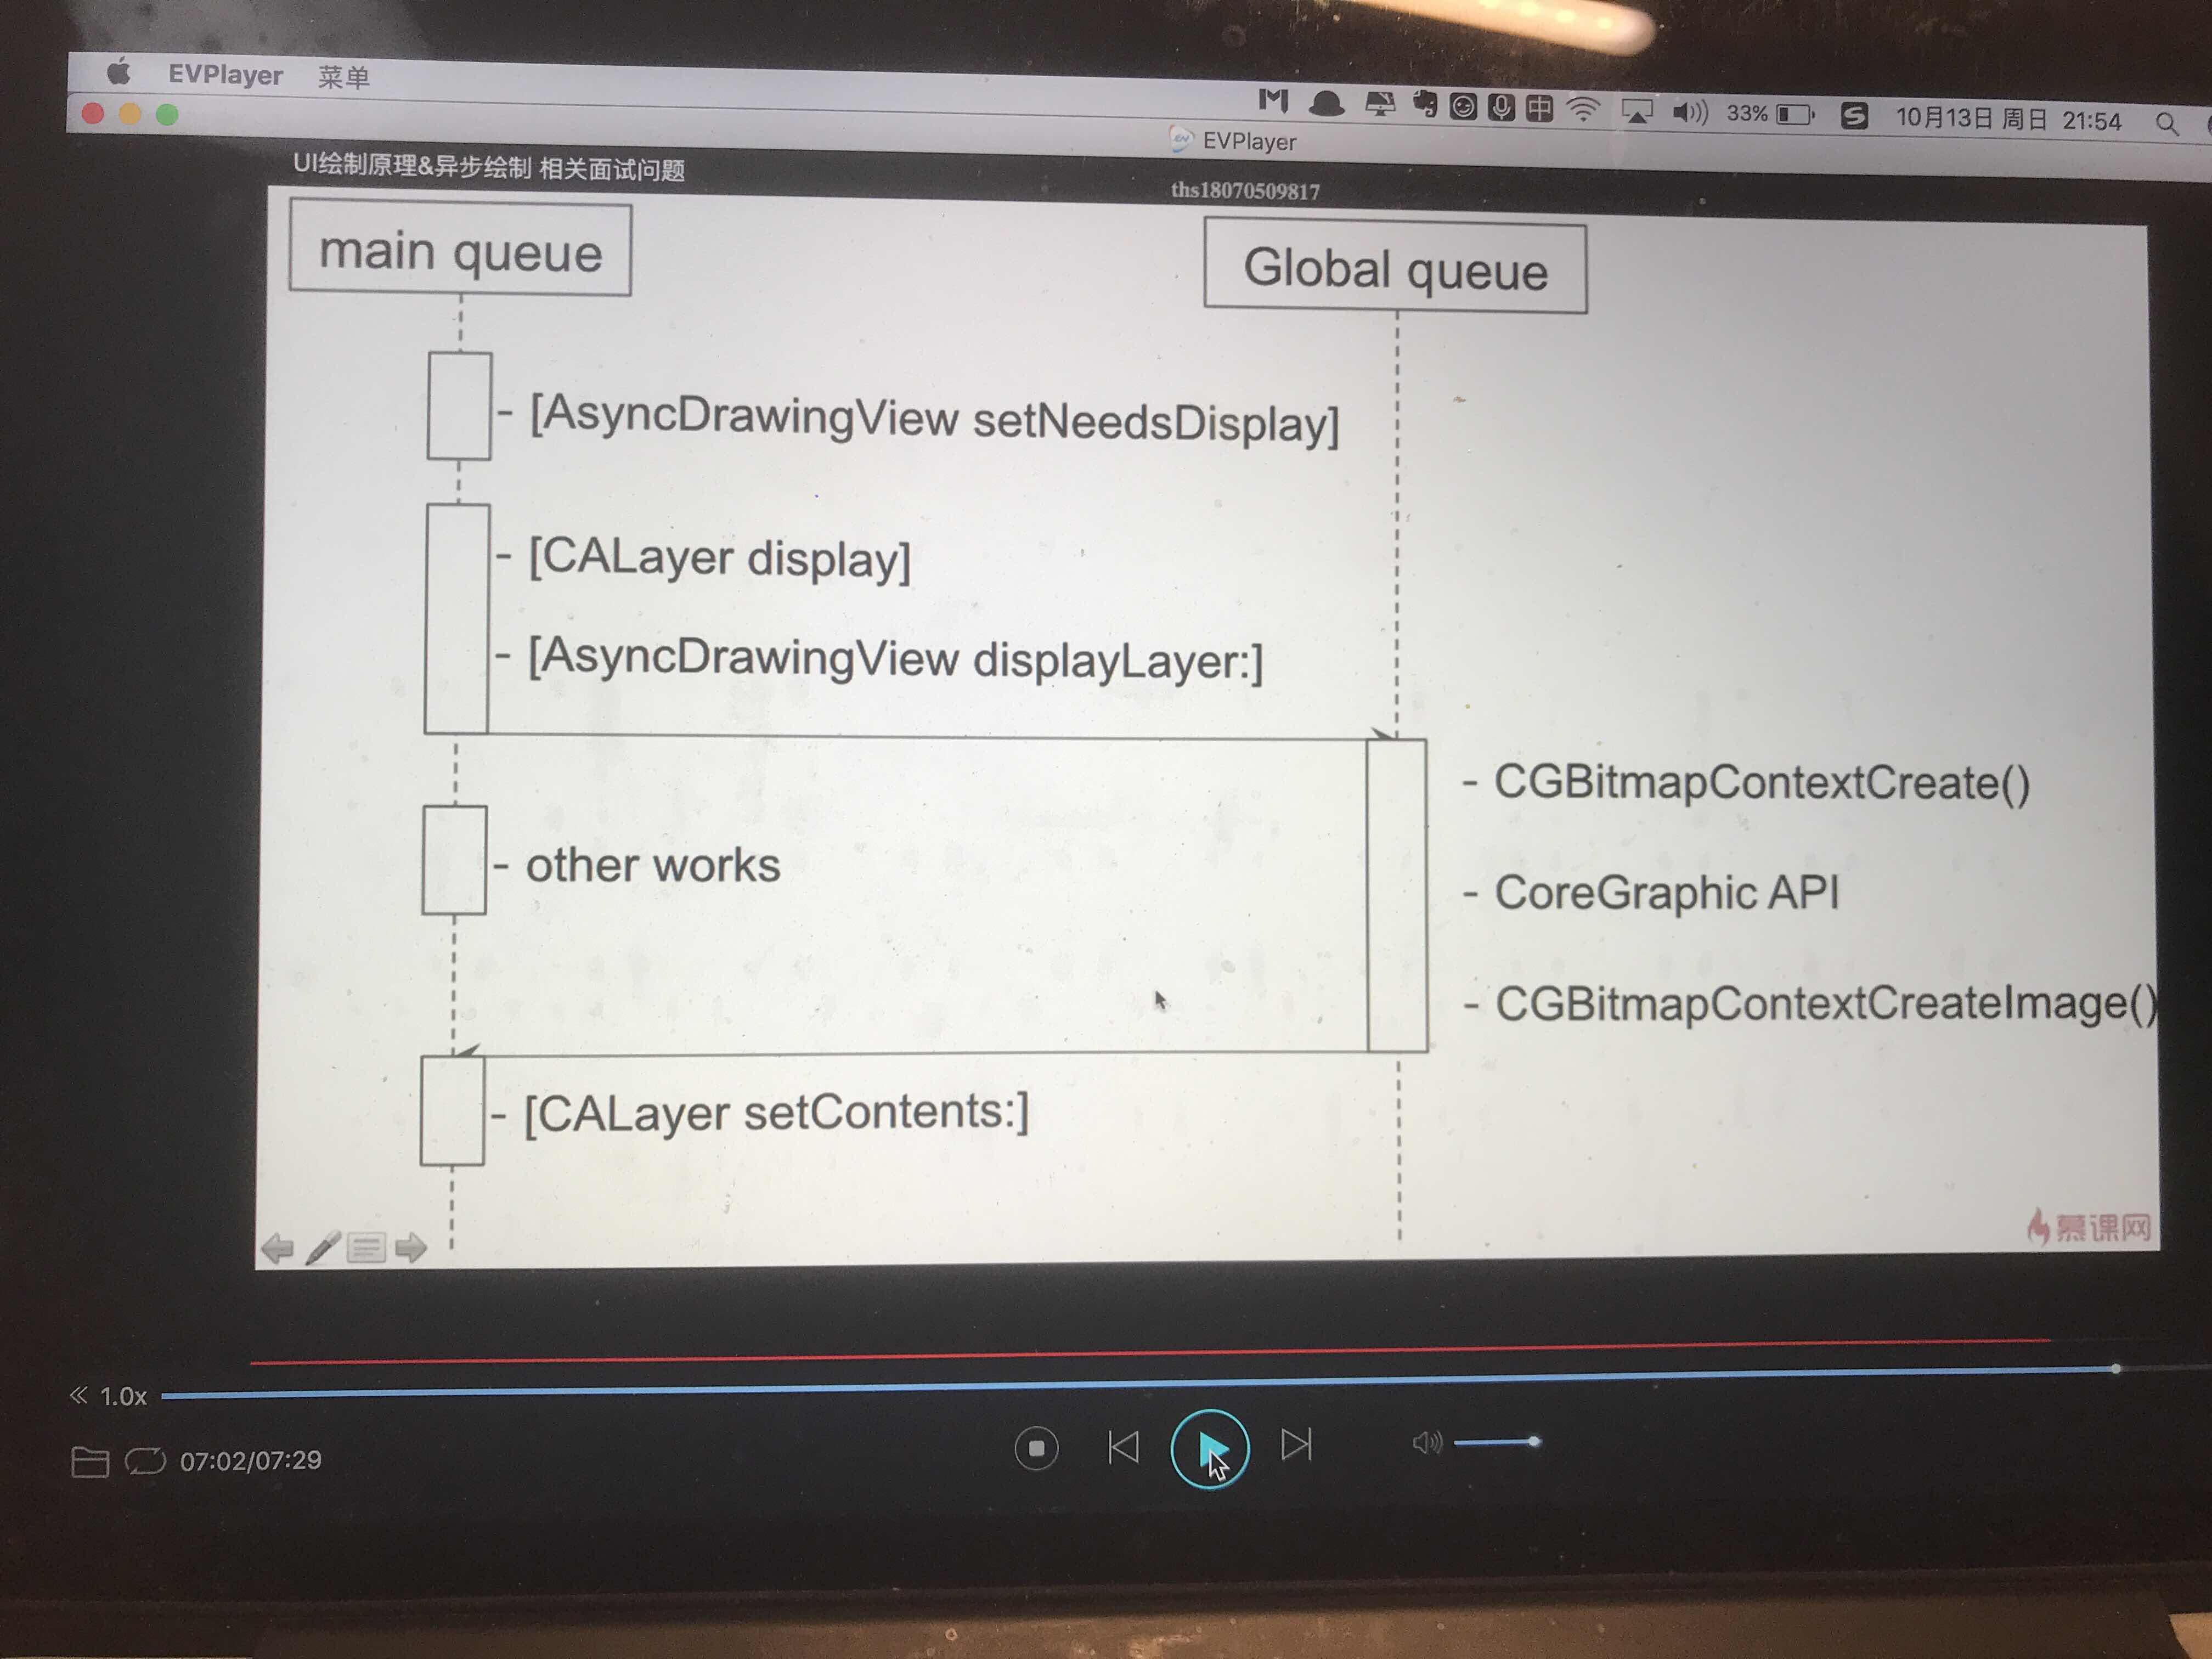 EVPlayer 菜单
33% 10月13日 周日 21:54
EVPlayer
UI绘制原理&异步绘制 相关面试问题
ths18070509817
main queue
Global queue
- [AsyncDrawingView setNeedsDisplay]
- [CALayer display]
- [AsyncDrawingView displayLayer:]
- CGBitmapContextCreate()
- other works
- CoreGraphic API
- CGBitmapContextCreateImage()
- [CALayer setContents:]
慕课网
1.0x
07:02/07:29